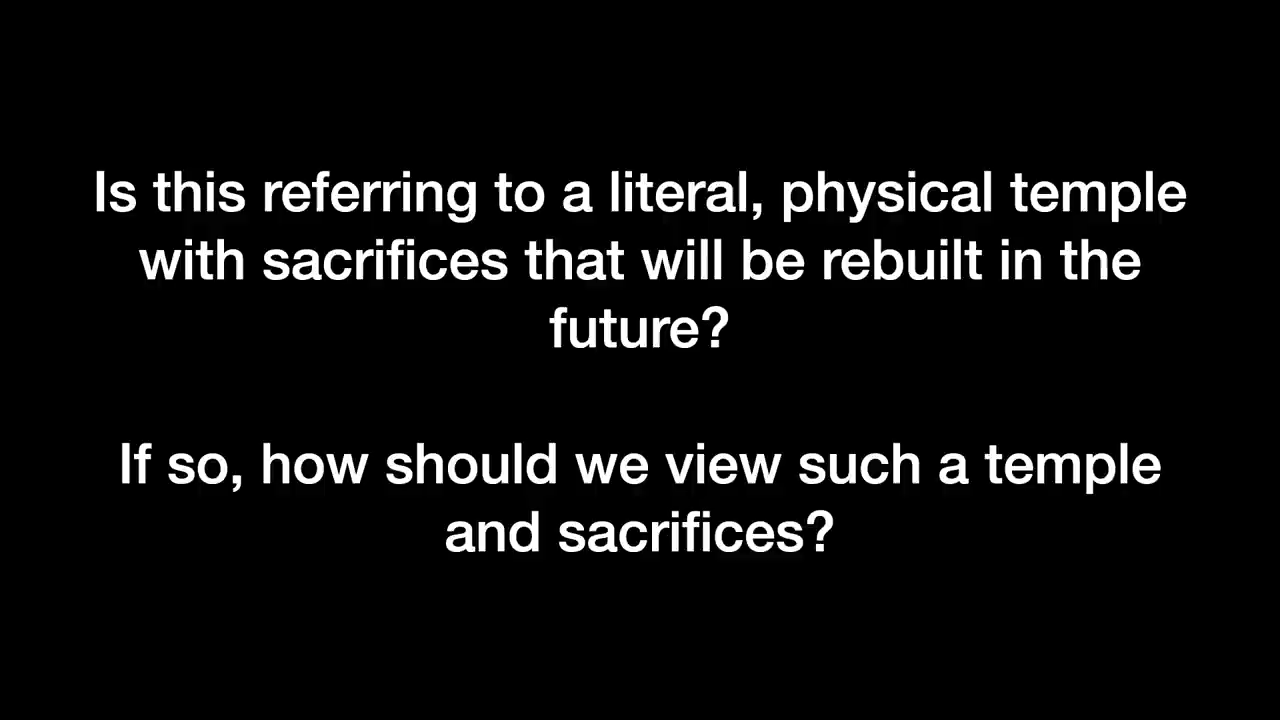 Is this referring to a literal, physical temple
with sacrifices that will be rebuilt in the
future?
If so, how should we view such a temple
and sacrifices?